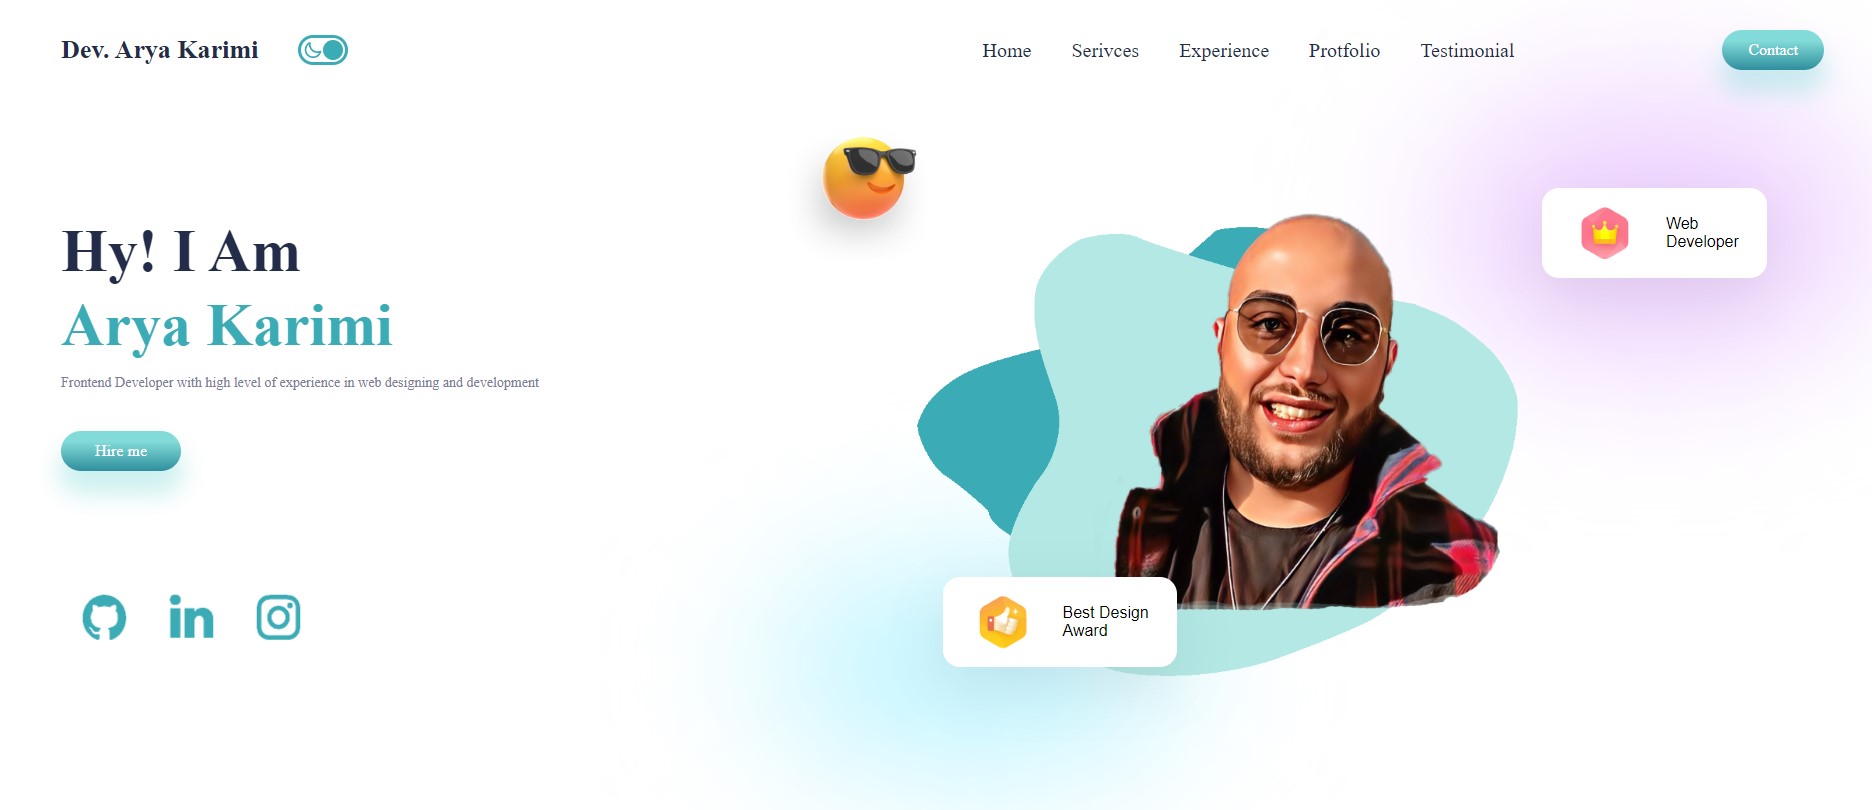 Dev. Arya Karimi
Home
Serivces
Experience
Protfolio
Testimonial
Contact
Hy! I Am
Arya Karimi
Frontend Developer with high level of experience in web designing and development
Hire me
Web
Developer
Best Design
Award